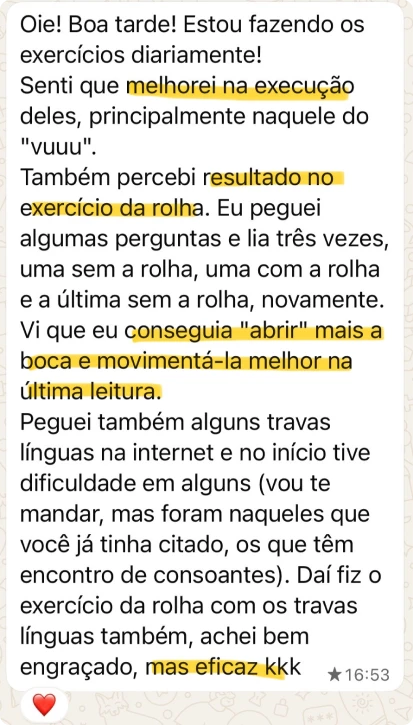 Oie! Boa tarde! Estou fazendo os
exercícios diariamente!
Senti que melhorei na execução
deles, principalmente naquele do
"vuuu".
Também percebi resultado no
exercício da rolha. Eu peguei
algumas perguntas e lia três vezes,
uma sem a rolha, uma com a rolha
e a última sem a rolha, novamente.
Vi que eu conseguia "abrir" mais a
boca e movimentá-la melhor na
última leitura.
Peguei também alguns travas
línguas na internet e no início tive
dificuldade em alguns (vou te
mandar, mas foram naqueles que
você já tinha citado, os que têm
encontro de consoantes). Daí fiz o
exercício da rolha com os travas
línguas também, achei bem
engraçado, mas eficaz kkk
16:53